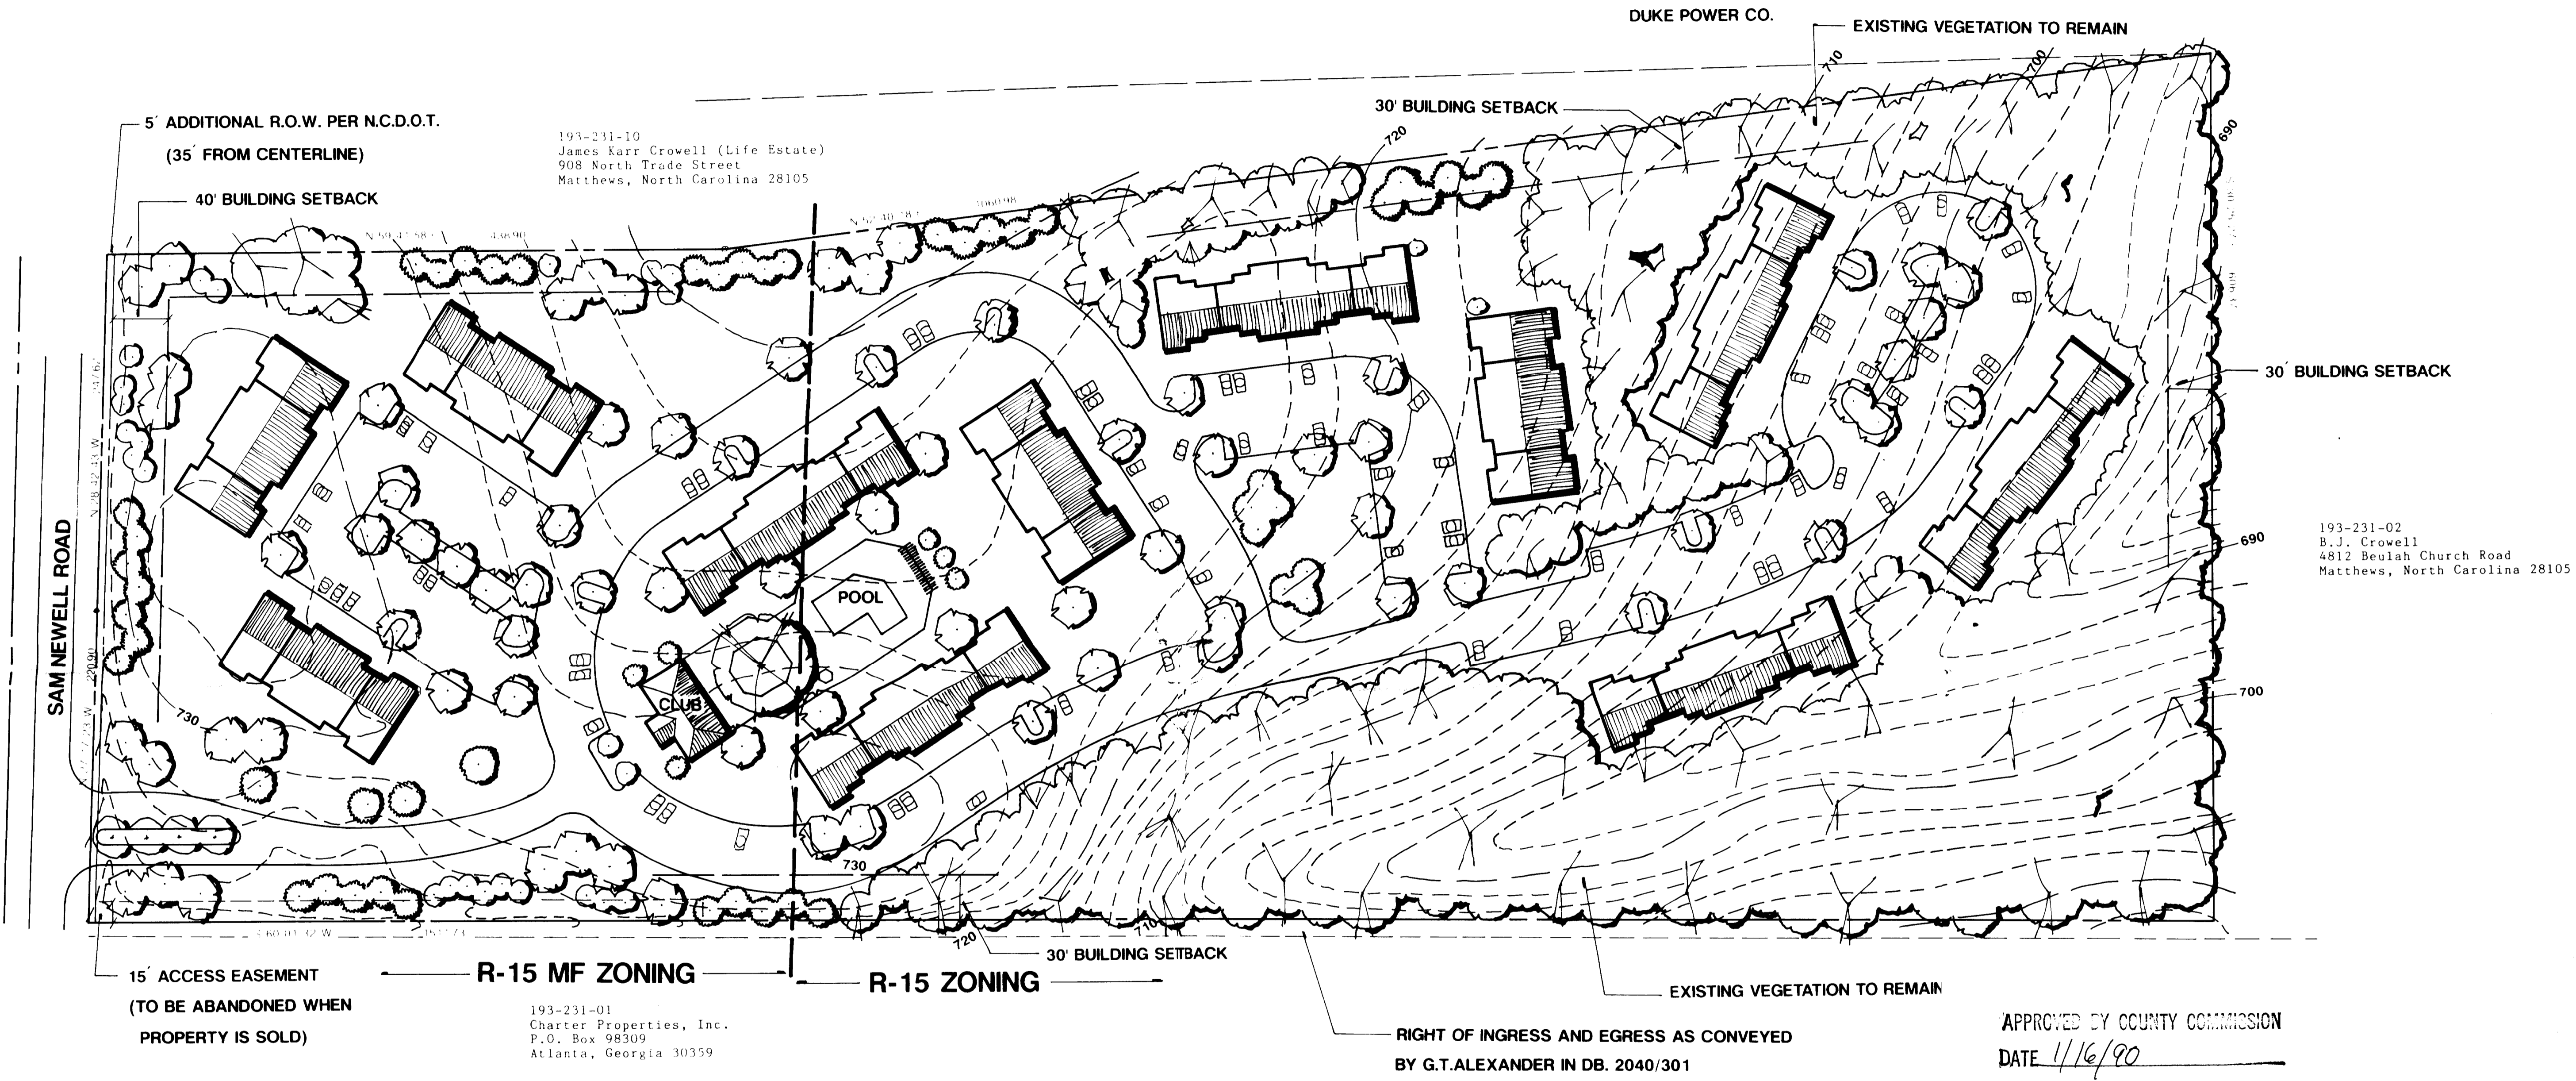 DUKE POWER CO.
EXISTING VEGETATION TO REMAIN
710
700
30' BUILDING SETBACK
720
690
5' ADDITIONAL R.O.W. PER N.C.D.O.T.
(35' FROM CENTERLINE)
193-231-10
James Karr Crowell (Life Estate)
908 North Trade Street
Matthews, North Carolina 28105
40' BUILDING SETBACK
30' BUILDING SETBACK
SAM NEWELL ROAD
POOL
CLUB
730
193-231-02
B.J. Crowell
4812 Beulah Church Road
Matthews, North Carolina 28105
690
700
730
720
710
30' BUILDING SETBACK
15' ACCESS EASEMENT
(TO BE ABANDONED WHEN
PROPERTY IS SOLD)
R-15 MF ZONING
R-15 ZONING
193-231-01
Charter Properties, Inc.
P.O. Box 98309
Atlanta, Georgia 30359
EXISTING VEGETATION TO REMAIN
RIGHT OF INGRESS AND EGRESS AS CONVEYED
BY G.T.ALEXANDER IN DB. 2040/301
APPROVED BY COUNTY COMMISSION
DATE 1/16/90